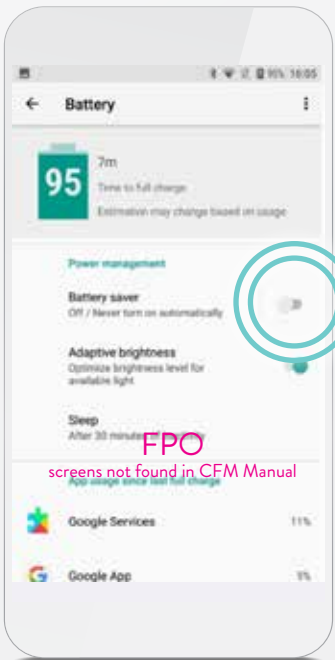 95% 16:05
← Battery
95
7m
Time to full charge
Estimation may change based on usage
Power management
Battery saver
Off / Never turn on automatically
Adaptive brightness
Optimize brightness level for
available light
Sleep
After 30 minutes of
FPO
screens not found in CFM Manual
App usage since last full charge
Google Services 11%
Google App